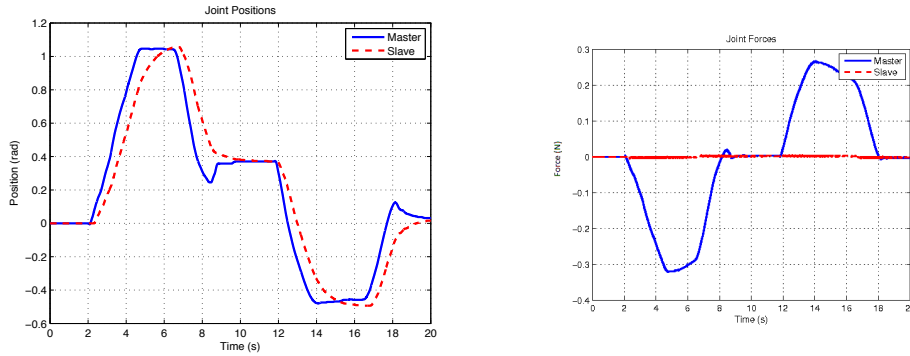 Joint Positions
1.2
1
0.8
0.6
0.4
0.2
0
−0.2
−0.4
−0.6
Position (rad)
Master
Slave
0 2 4 6 8 10 12 14 16 18 20
Time (s)
Joint Forces
0.3
0.2
0.1
0
−0.1
−0.2
−0.3
−0.4
Force (N)
Master
Slave
0 2 4 6 8 10 12 14 16 18 20
Time (s)